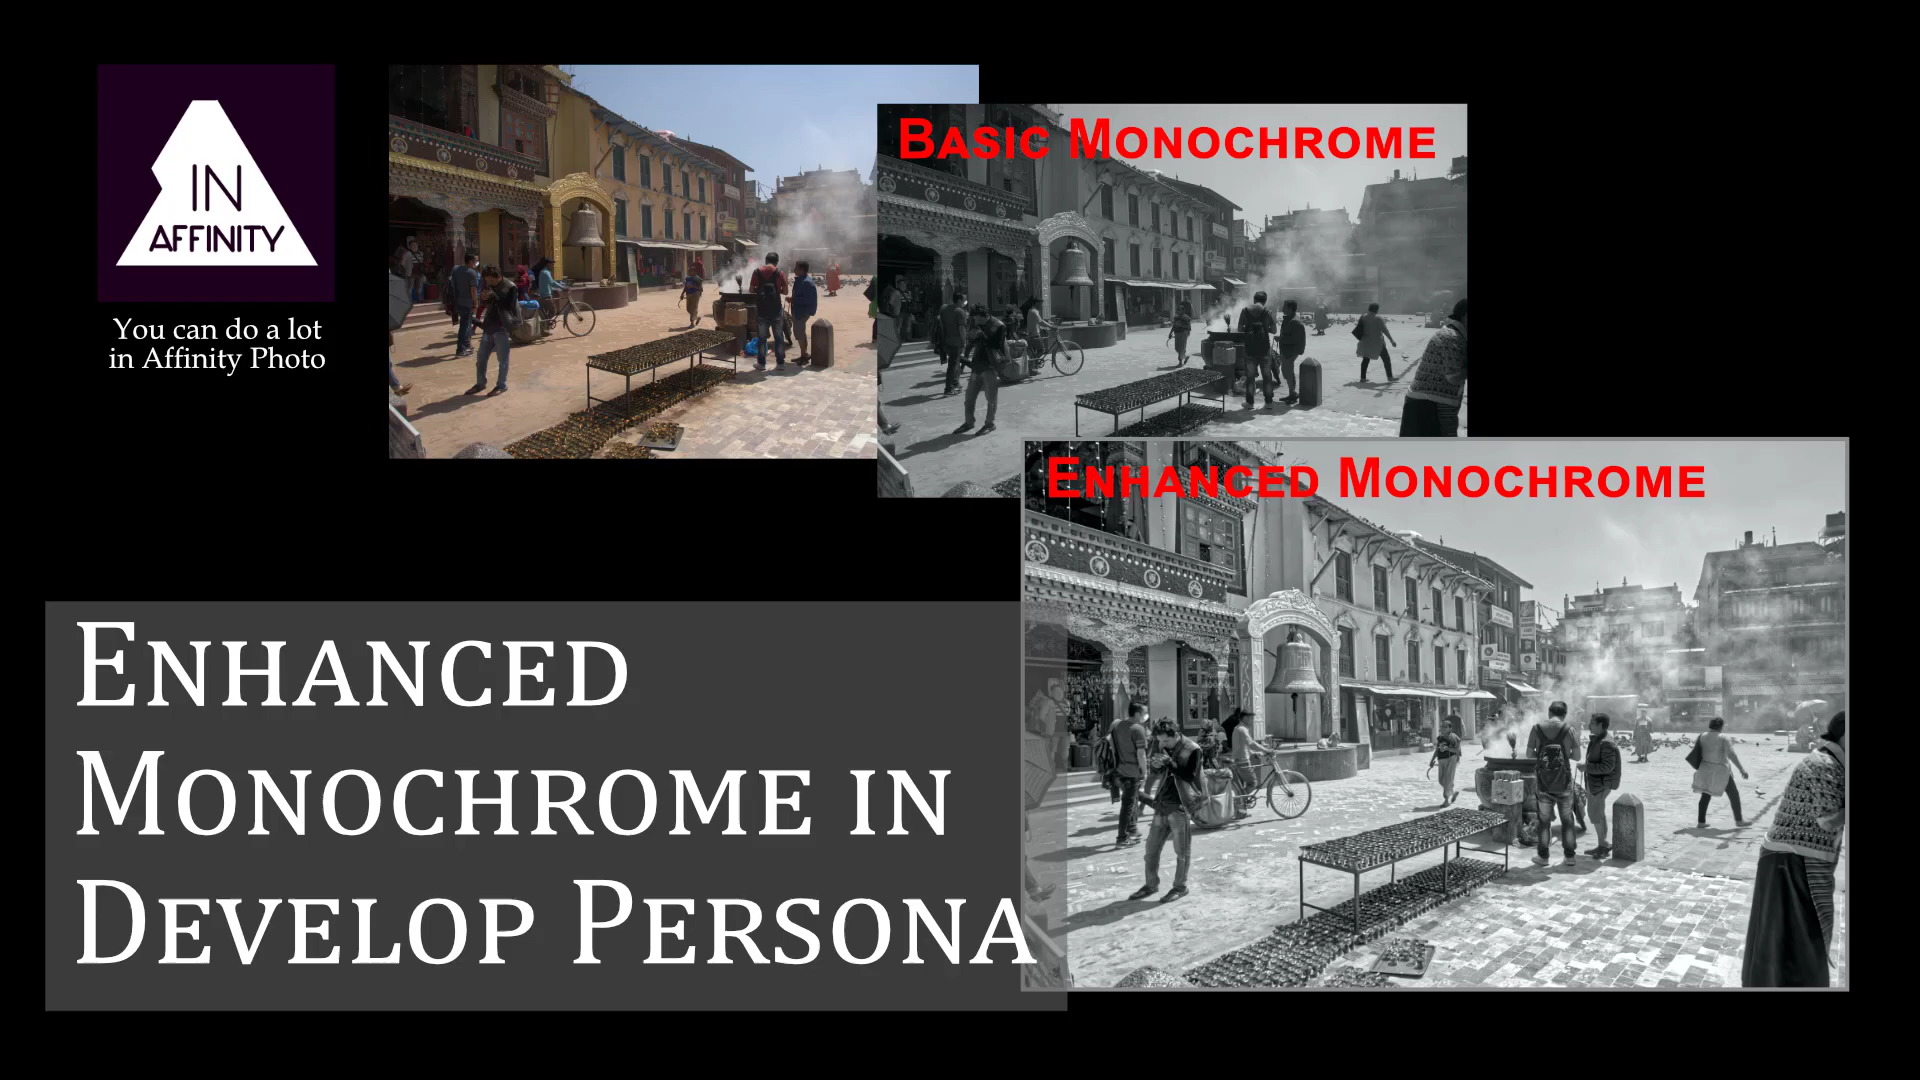 IN
AFFINITY
You can do a lot
in Affinity Photo
Basic Monochrome
Enhanced Monochrome
Enhanced
Monochrome in
Develop Persona